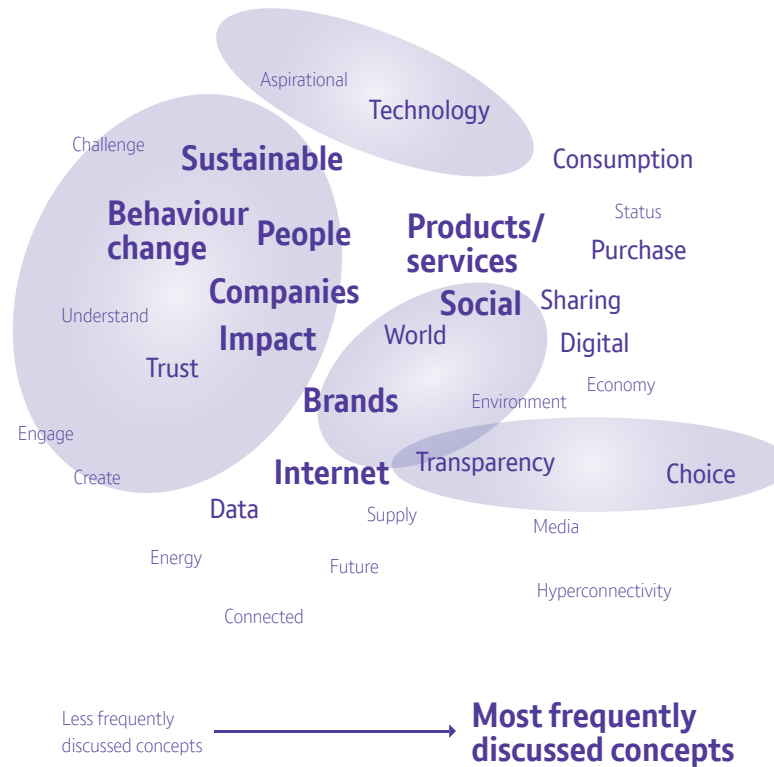 Aspirational
Technology
Challenge
Sustainable
Consumption
Behaviour
change
People
Status
Products/
services
Purchase
Companies
Social
Sharing
Understand
Impact
World
Digital
Trust
Brands
Environment
Economy
Engage
Create
Internet
Transparency
Choice
Data
Supply
Media
Energy
Future
Hyperconnectivity
Connected
Less frequently
discussed concepts
Most frequently
discussed concepts